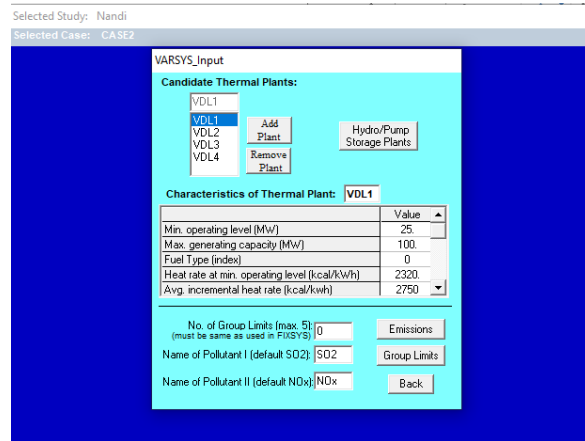 Selected Study: Nandi
Selected Case: CASE2
VARSYS_Input
Candidate Thermal Plants:
VDL1
VDL1
VDL2
VDL3
VDL4
Add
Plant
Remove
Plant
Hydro/Pump
Storage Plants
Characteristics of Thermal Plant: VDL1
Value
Min. operating level (MW) 25.
Max. generating capacity (MW) 100.
Fuel Type (index) 0
Heat rate at min. operating level (kcal/kWh) 2320.
Avg. incremental heat rate (kcal/kwh) 2750
No. of Group Limits (max. 5): 0
(must be same as used in FIXSYS)
Emissions
Name of Pollutant I (default SO2): SO2
Group Limits
Name of Pollutant II (default NOx): NOx
Back